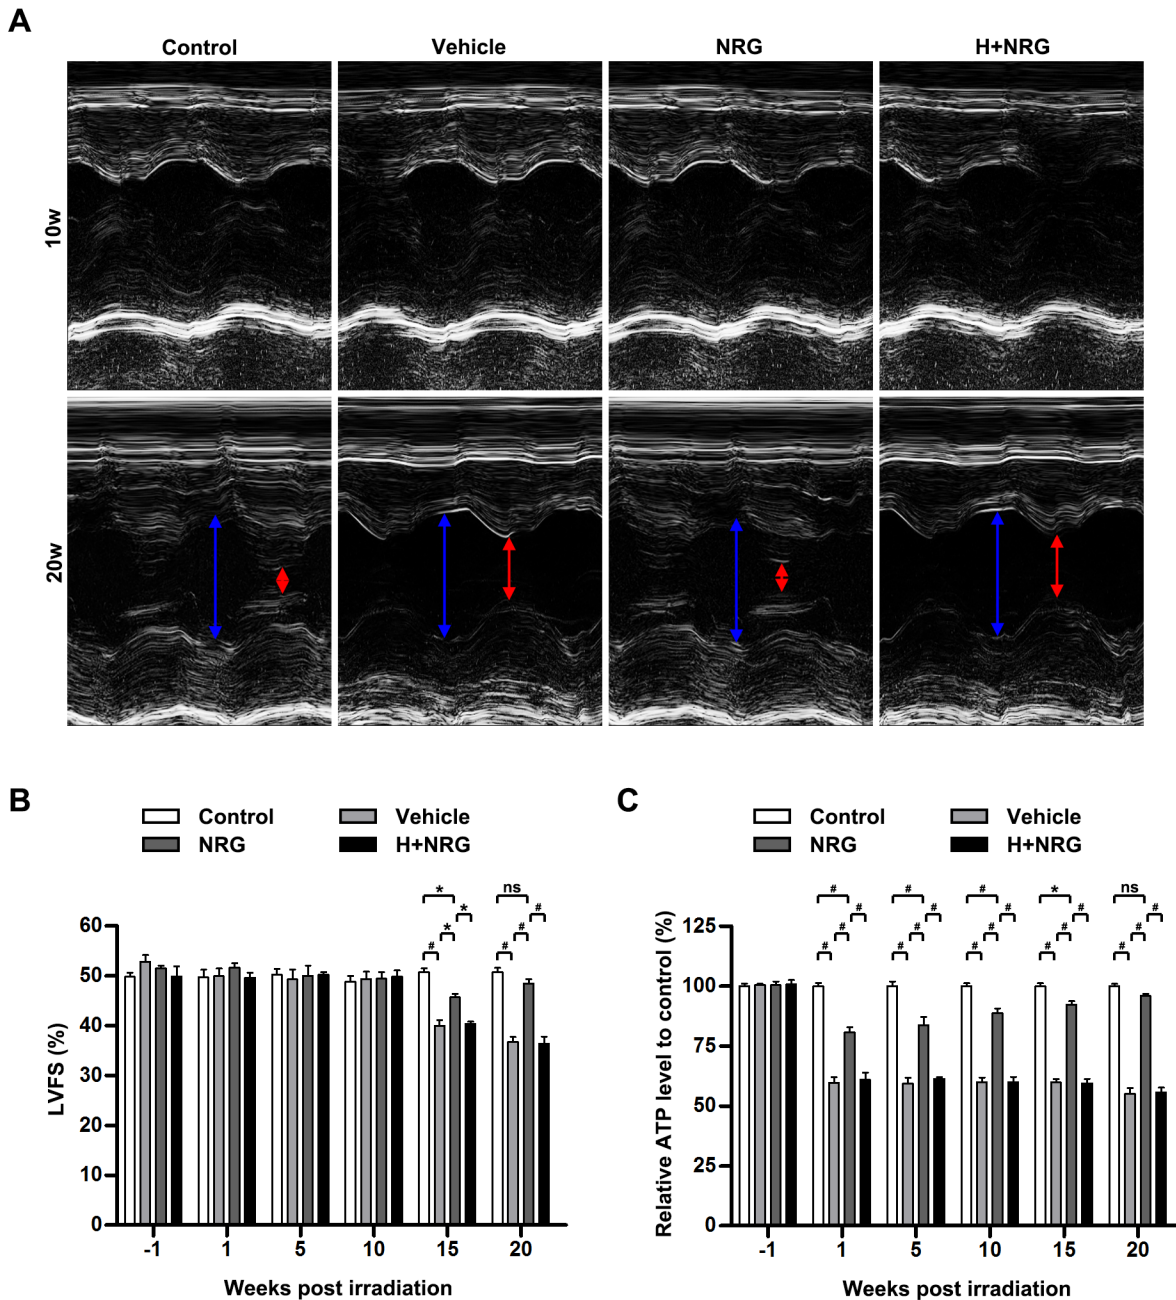 A
Control Vehicle NRG H+NRG
10w
20w
B
Control Vehicle
NRG H+NRG
* ns
* #
* #
# #
LVFS (%)
60
50
40
30
20
10
0
-1 1 5 10 15 20
Weeks post irradiation
C
Control Vehicle
NRG H+NRG
# # # * ns
# # # # #
# # # # #
# # # # #
Relative ATP level to control (%)
125
100
75
50
25
0
-1 1 5 10 15 20
Weeks post irradiation